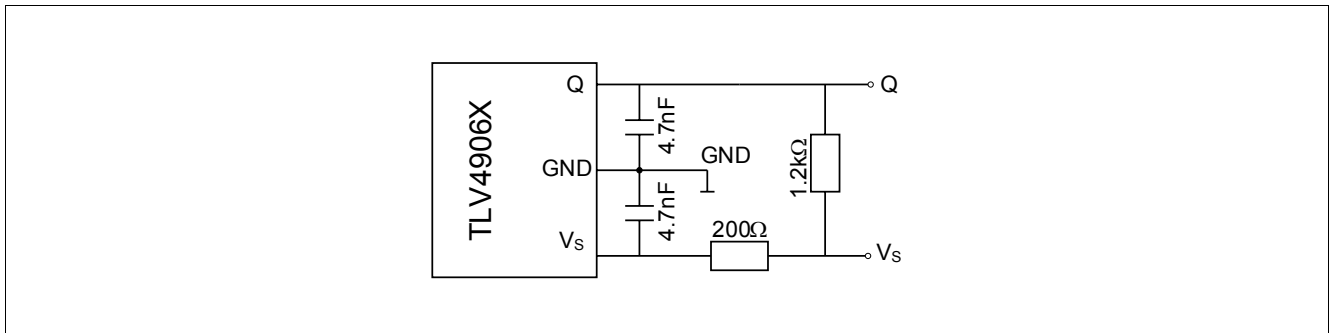 TLV4906X
Q
GND
VS
4.7nF
4.7nF
GND
200Ω
1.2kΩ
Q
VS